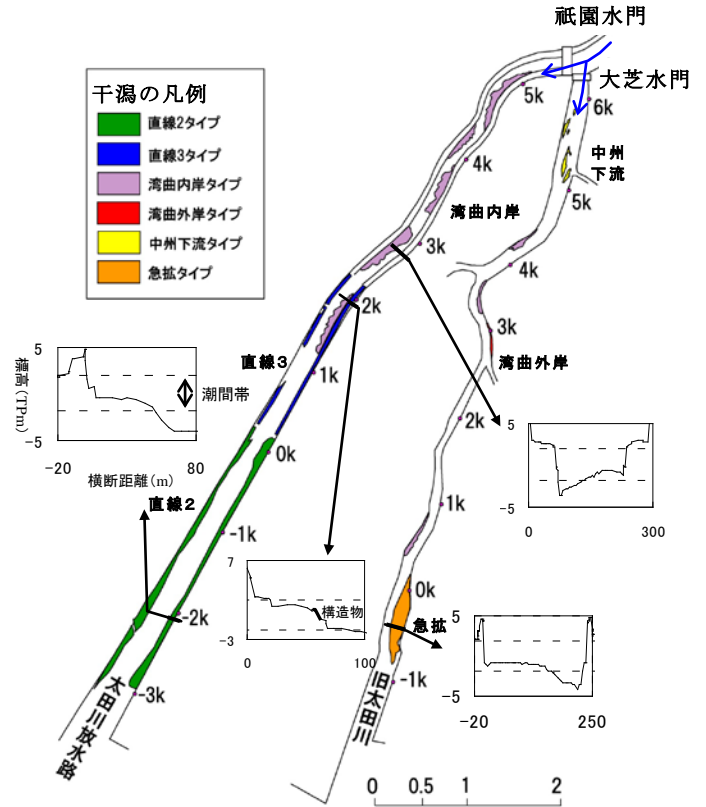 祇園水門
大芝水門
干潟の凡例
直線2タイプ
直線3タイプ
湾曲内岸タイプ
湾曲外岸タイプ
中州下流タイプ
急拡タイプ
5k
6k
中州
下流
4k
5k
湾曲内岸
3k
4k
2k
3k
直線3
湾曲外岸
1k
5
標高(TPm)
潮間帯
-5
-20
80
横断距離(m)
2k
5
-5
0
300
0k
直線2
1k
-1k
7
構造物
-3
0
100
0k
急拡
5
-5
-20
250
-2k
-1k
-3k
太田川放水路
旧太田川
0
0.5
1
2